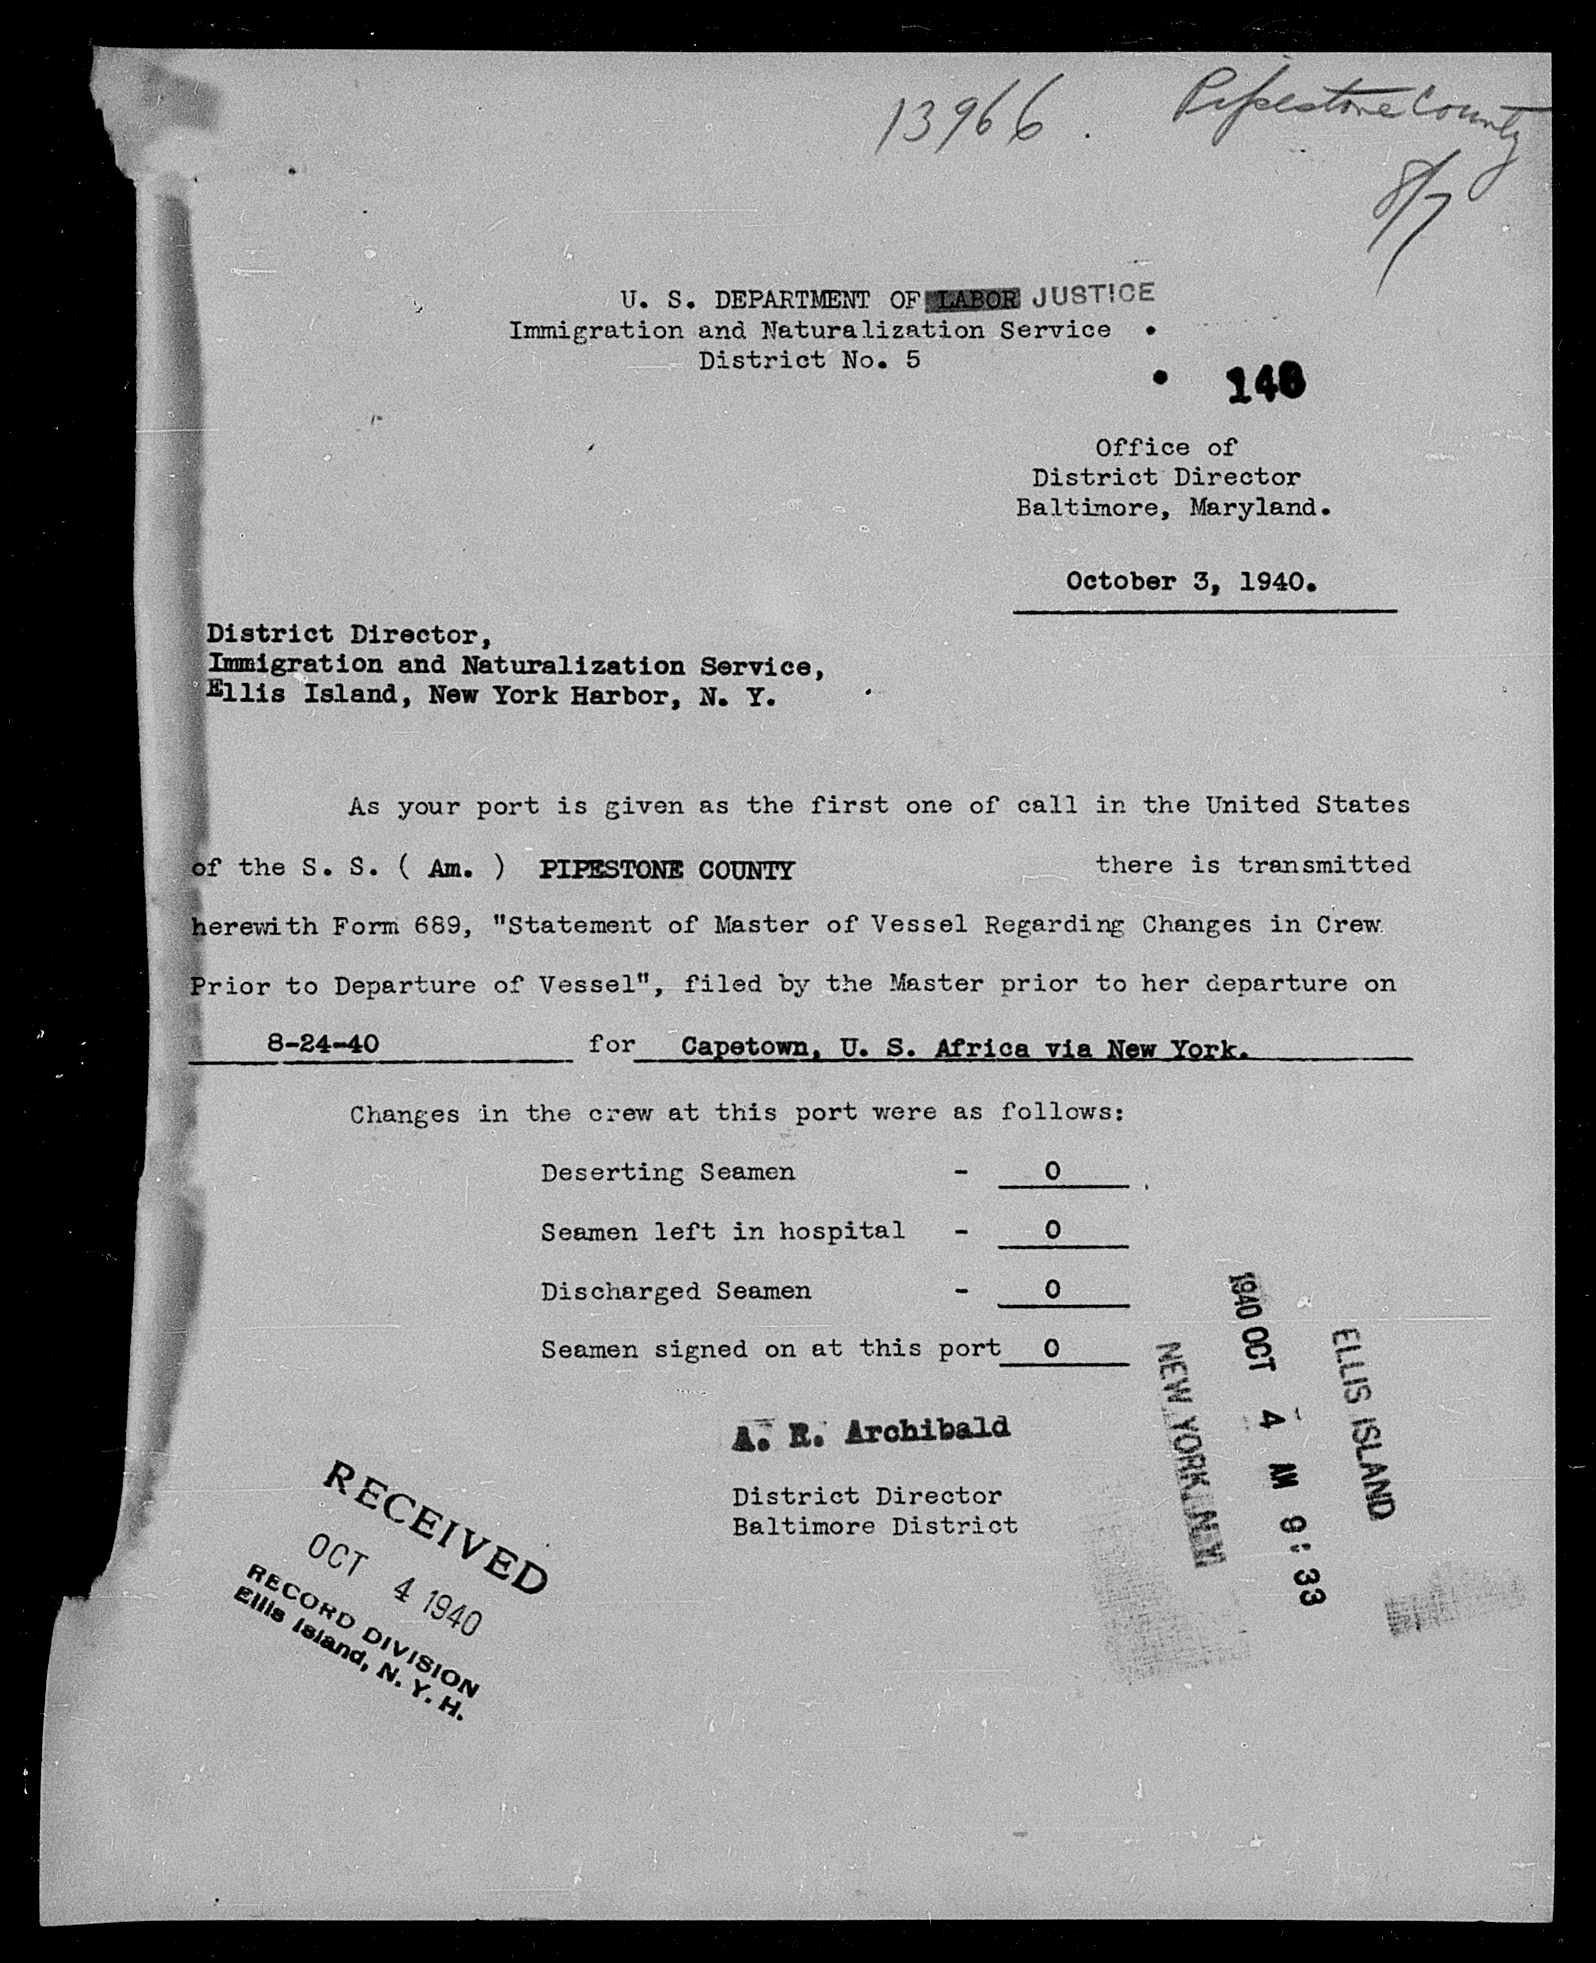 13966.
Pipestone County
8/7
U. S. DEPARTMENT OF LABOR JUSTICE
Immigration and Naturalization Service
District No. 5
148
Office of
District Director
Baltimore, Maryland.
October 3, 1940.
District Director,
Immigration and Naturalization Service,
Ellis Island, New York Harbor, N. Y.
As your port is given as the first one of call in the United States
of the S. S. ( Am. ) PIPESTONE COUNTY there is transmitted
herewith Form 689, "Statement of Master of Vessel Regarding Changes in Crew
Prior to Departure of Vessel", filed by the Master prior to her departure on
8-24-40 for Capetown, U. S. Africa via New York.
Changes in the crew at this port were as follows:
Deserting Seamen - 0
Seamen left in hospital - 0
Discharged Seamen - 0
Seamen signed on at this port 0
A. R. Archibald
District Director
Baltimore District
RECEIVED
OCT 4 1940
RECORD DIVISION
Ellis Island, N. Y. H.
ELLIS ISLAND
1940 OCT 4 AM 9:33
NEW YORK, N.Y.